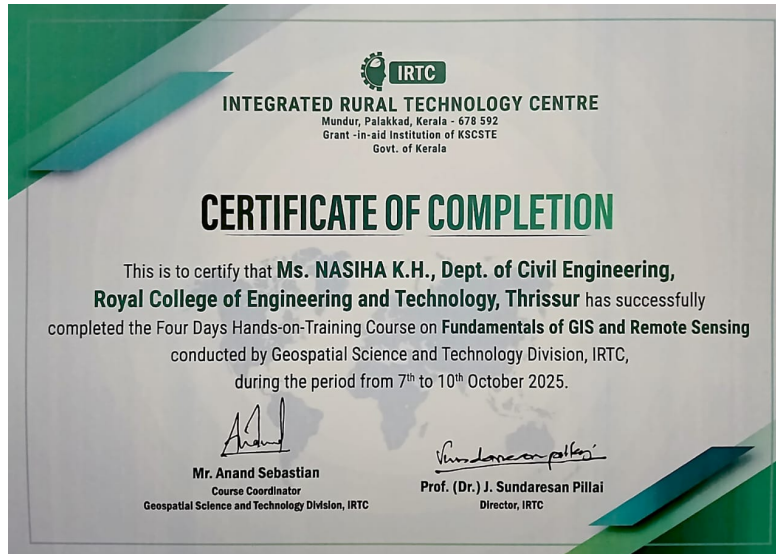 IRTC
INTEGRATED RURAL TECHNOLOGY CENTRE
Mundur, Palakkad, Kerala - 678 592
Grant -in-aid Institution of KSCSTE
Govt. of Kerala
CERTIFICATE OF COMPLETION
This is to certify that Ms. NASIHA K.H., Dept. of Civil Engineering,
Royal College of Engineering and Technology, Thrissur has successfully
completed the Four Days Hands-on-Training Course on Fundamentals of GIS and Remote Sensing
conducted by Geospatial Science and Technology Division, IRTC,
during the period from 7th to 10th October 2025.
Anand
Sundaresan pillai
Mr. Anand Sebastian
Course Coordinator
Geospatial Science and Technology Division, IRTC
Prof. (Dr.) J. Sundaresan Pillai
Director, IRTC